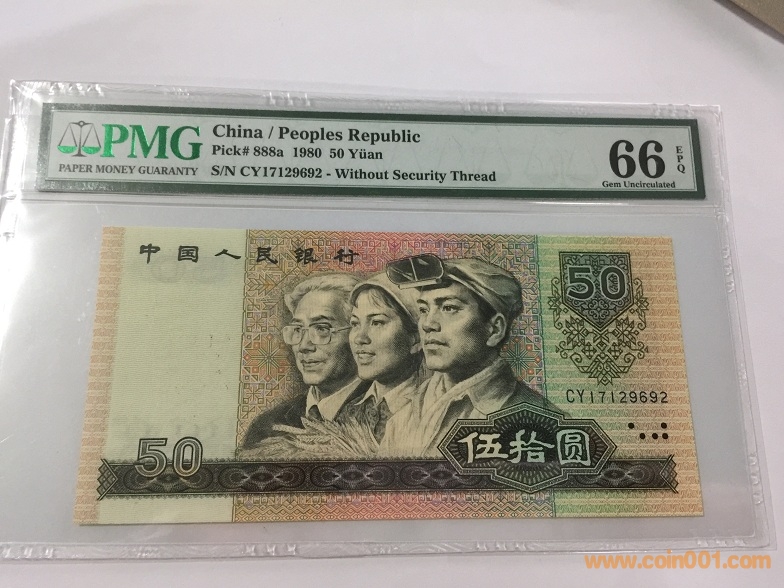 PMG
PAPER MONEY GUARANTY
China / Peoples Republic
Pick# 888a 1980 50 Yüan
S/N CY17129692 - Without Security Thread
66
EPQ
Gem Uncirculated
中国人民银行
50
CY17129692
50
伍拾圆
www.coin001.com